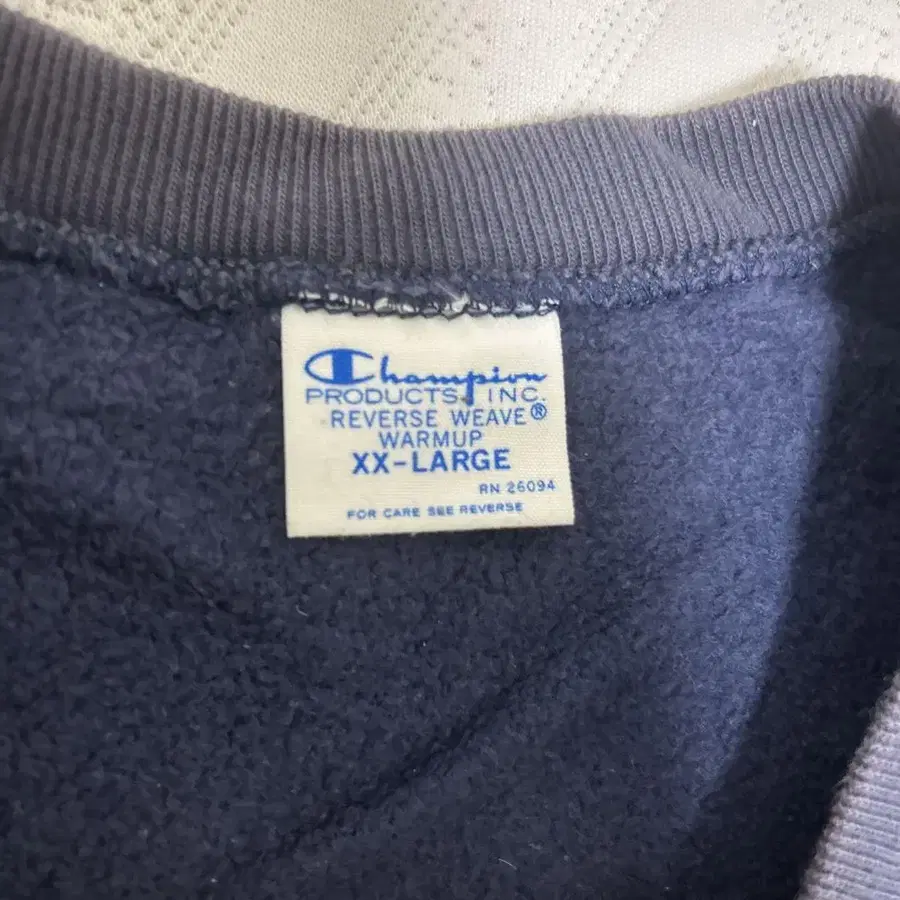 Champion
PRODUCTS, INC.
REVERSE WEAVE®
WARMUP
XX-LARGE
RN 26094
FOR CARE SEE REVERSE